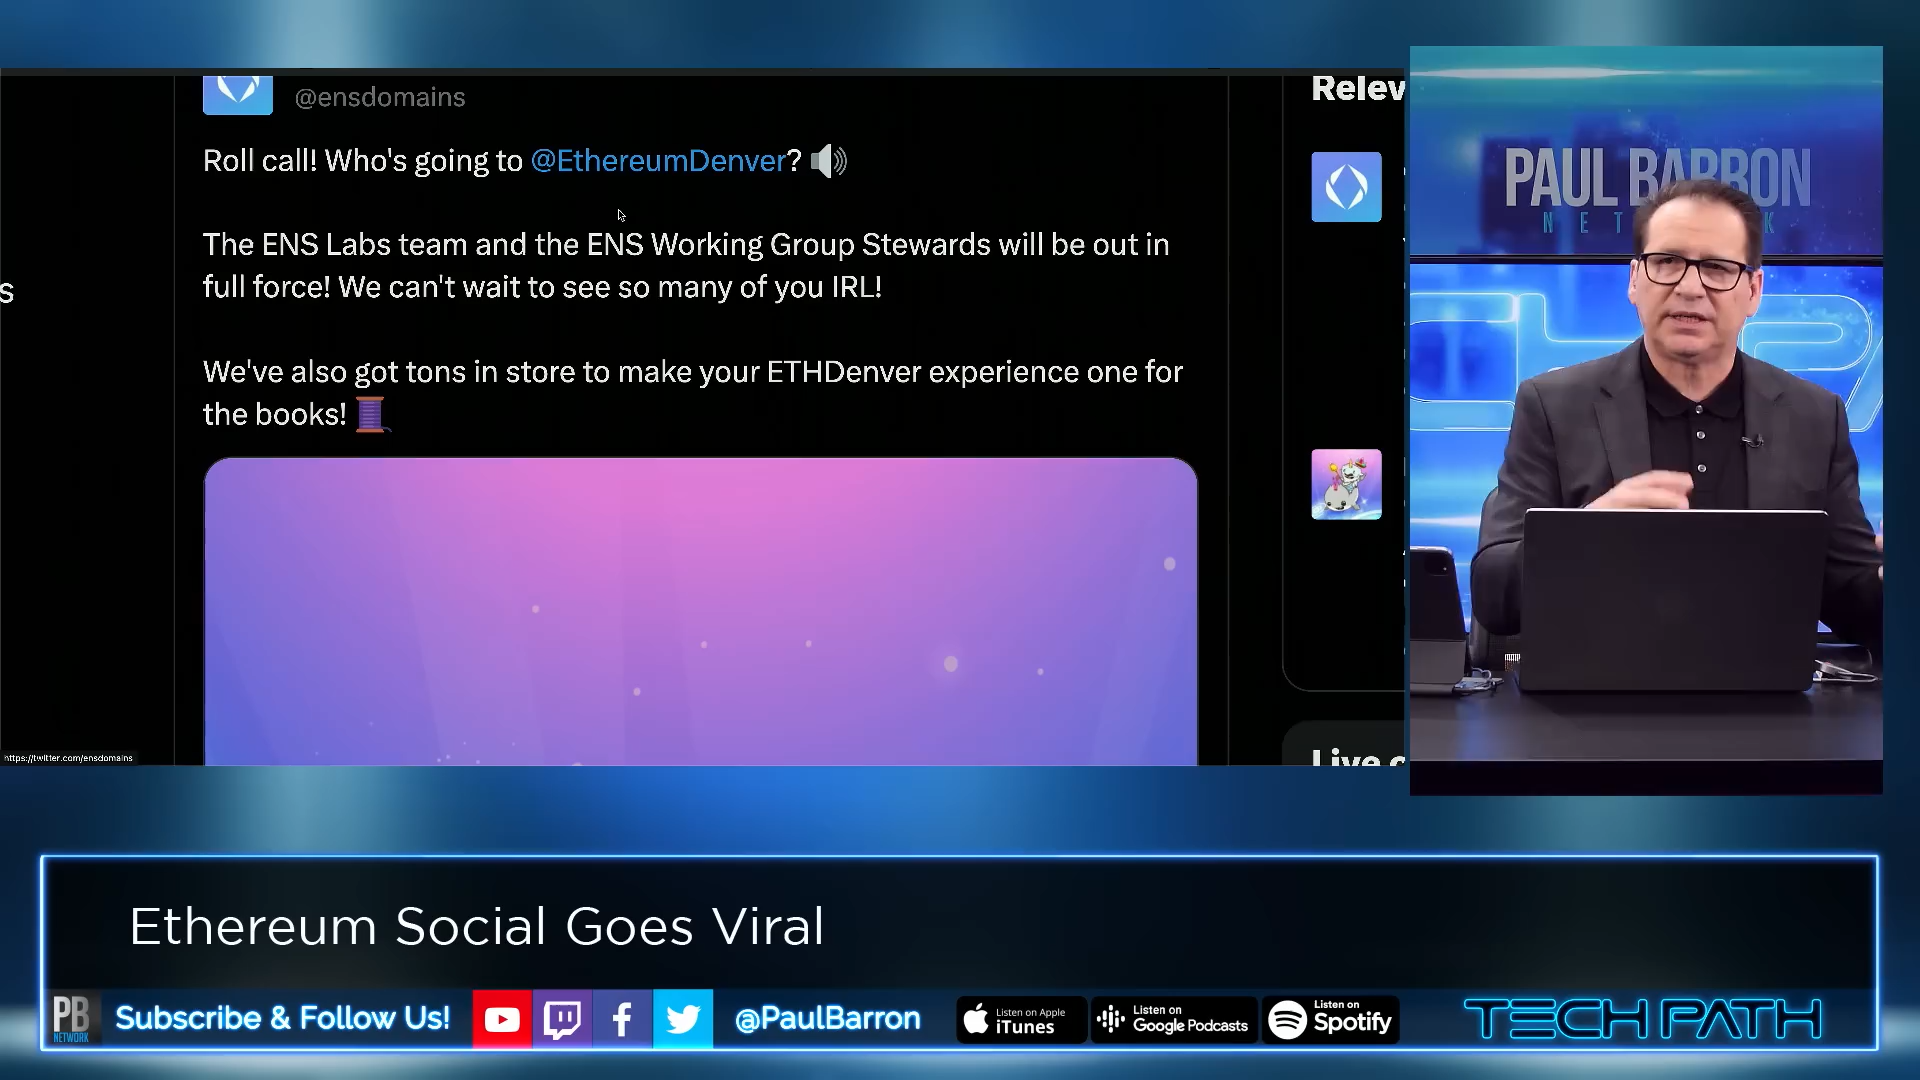 @ensdomains
Roll call! Who's going to @EthereumDenver?
The ENS Labs team and the ENS Working Group Stewards will be out in
full force! We can't wait to see so many of you IRL!
We've also got tons in store to make your ETHDenver experience one for
the books!
s
https://twitter.com/ensdomains
Relev
Live
PAUL BARRON
NET K
Ethereum Social Goes Viral
PB
NETWORK
Subscribe & Follow Us!
@PaulBarron
Listen on Apple
iTunes
Listen on
Google Podcasts
Listen on
Spotify
TECH PATH